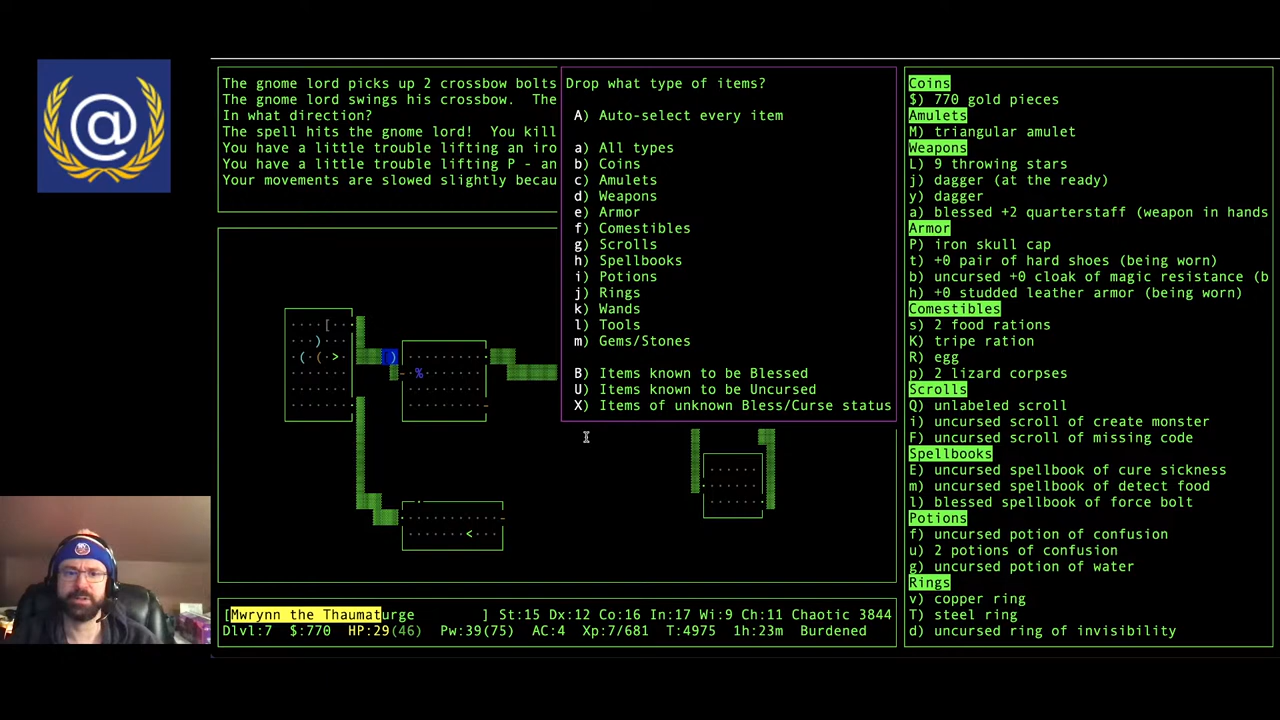 @
The gnome lord picks up 2 crossbow bolts
The gnome lord swings his crossbow.  The
In what direction?
The spell hits the gnome lord!  You kill
You have a little trouble lifting an iro
You have a little trouble lifting P - an
Your movements are slowed slightly becau
Drop what type of items?
A) Auto-select every item
a) All types
b) Coins
c) Amulets
d) Weapons
e) Armor
f) Comestibles
g) Scrolls
h) Spellbooks
i) Potions
j) Rings
k) Wands
l) Tools
m) Gems/Stones
B) Items known to be Blessed
U) Items known to be Uncursed
X) Items of unknown Bless/Curse status
[Mwrynn the Thaumaturge ] St:15 Dx:12 Co:16 In:17 Wi:9 Ch:11 Chaotic 3844
Dlvl:7 $:770 HP:29(46) Pw:39(75) AC:4 Xp:7/681 T:4975 1h:23m Burdened
Coins
$) 770 gold pieces
Amulets
M) triangular amulet
Weapons
L) 9 throwing stars
j) dagger (at the ready)
y) dagger
a) blessed +2 quarterstaff (weapon in hands
Armor
P) iron skull cap
t) +0 pair of hard shoes (being worn)
b) uncursed +0 cloak of magic resistance (b
h) +0 studded leather armor (being worn)
Comestibles
s) 2 food rations
K) tripe ration
R) egg
p) 2 lizard corpses
Scrolls
Q) unlabeled scroll
i) uncursed scroll of create monster
F) uncursed scroll of missing code
Spellbooks
E) uncursed spellbook of cure sickness
m) uncursed spellbook of detect food
l) blessed spellbook of force bolt
Potions
f) uncursed potion of confusion
u) 2 potions of confusion
g) uncursed potion of water
Rings
v) copper ring
T) steel ring
d) uncursed ring of invisibility